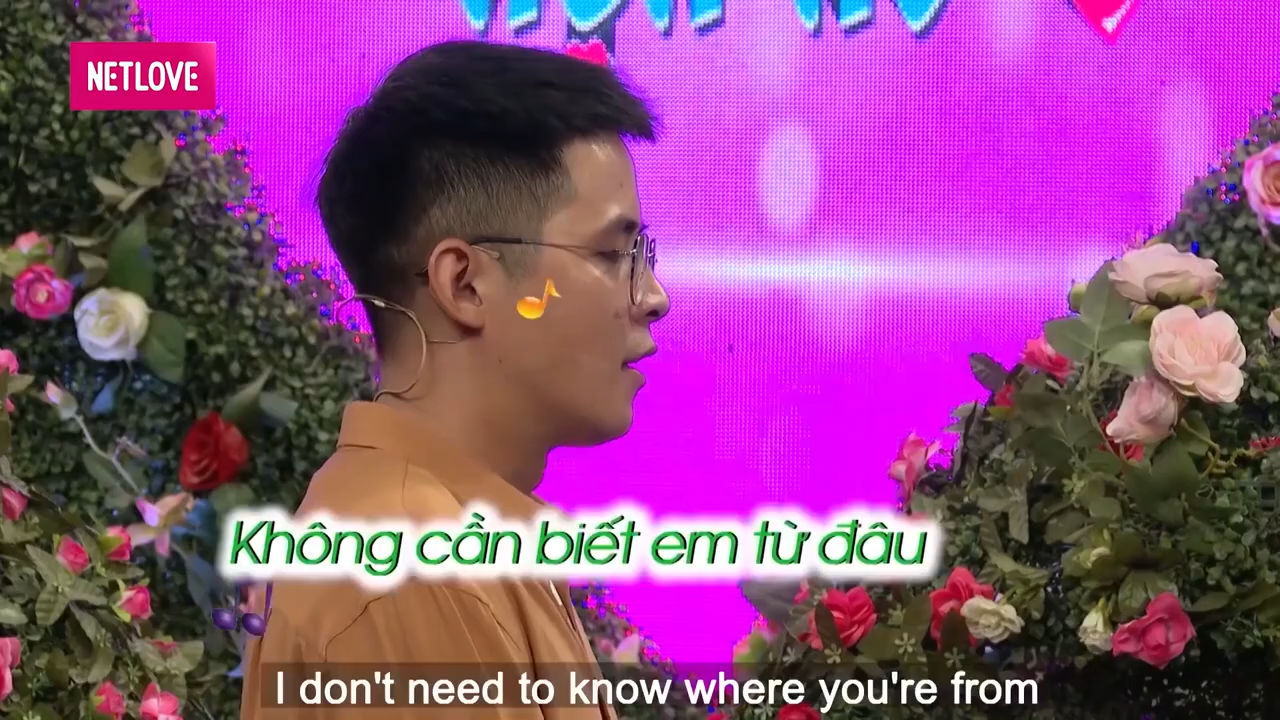 NETLOVE
Không cần biết em từ đâu
I don't need to know where you're from